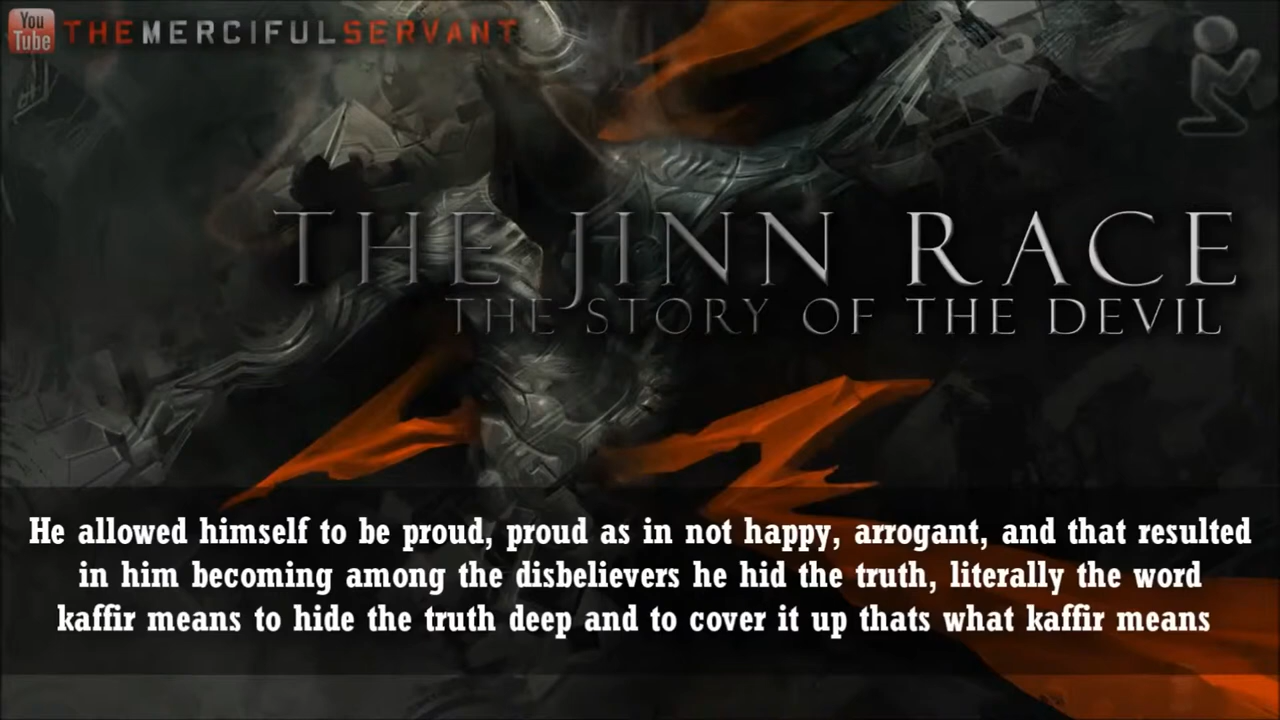 You
Tube
THEMERCIFULSERVANT
THE JINN RACE
THE STORY OF THE DEVIL
He allowed himself to be proud, proud as in not happy, arrogant, and that resulted
in him becoming among the disbelievers he hid the truth, literally the word
kaffir means to hide the truth deep and to cover it up thats what kaffir means